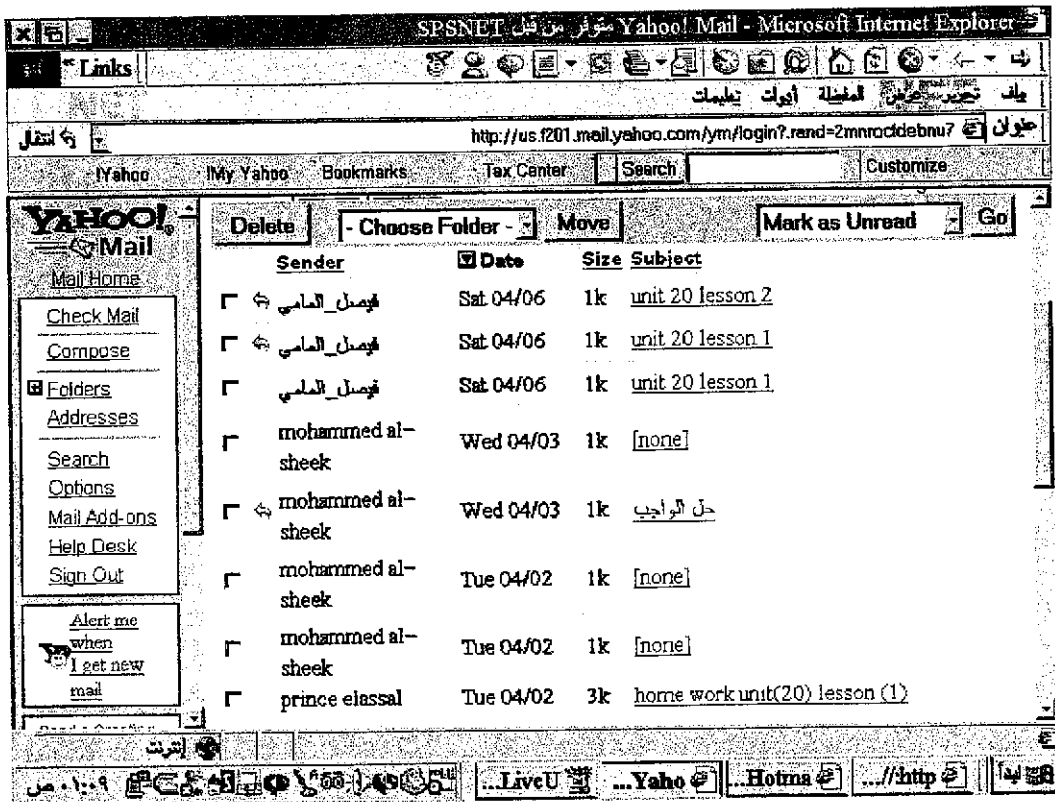 Yahoo! Mail - Microsoft Internet Explorer متوفر من قبل SPSNET
Links
ملف تحرير عرض المفضلة أدوات تعليمات
عنوان http://us.f201.mail.yahoo.com/ym/login?.rand=2mnroctdebnu7 انتقال
!Yahoo !My Yahoo Bookmarks Tax Center Search Customize
YAHOO! Mail
Mail Home
Check Mail
Compose
Folders
Addresses
Search
Options
Mail Add-ons
Help Desk
Sign Out
Alert me
when
I get new
mail
Delete - Choose Folder - Move Mark as Unread Go
Sender Date Size Subject
فيصل_المامي Sat 04/06 1k unit 20 lesson 2
فيصل_المامي Sat 04/06 1k unit 20 lesson 1
فيصل_المامي Sat 04/06 1k unit 20 lesson 1
mohammed al-
sheek Wed 04/03 1k [none]
mohammed al-
sheek Wed 04/03 1k حل الواجب
mohammed al-
sheek Tue 04/02 1k [none]
mohammed al-
sheek Tue 04/02 1k [none]
prince elassal Tue 04/02 3k home work unit(20) lesson (1)
إنترنت
ابدأ ...//:http ...Hotma ...Yaho ...LiveU ١٠:٠٩ ص